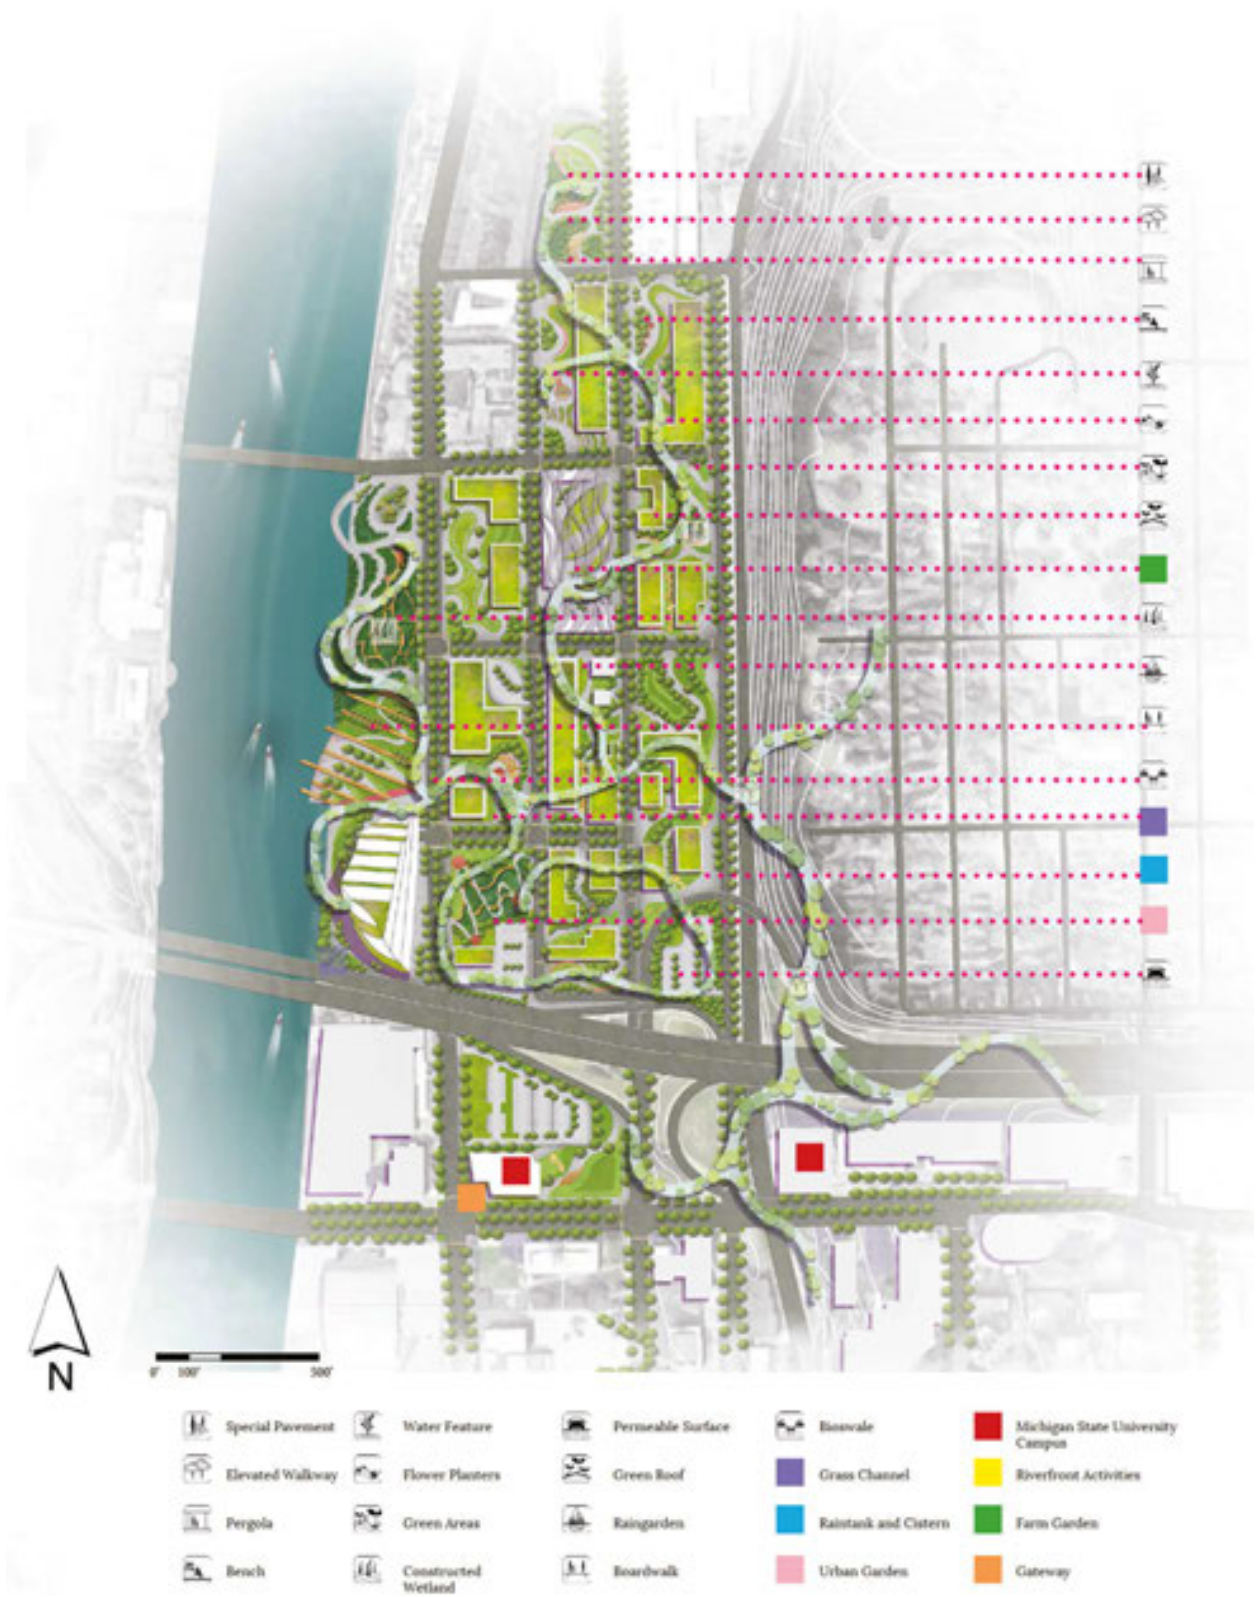 N
0' 100' 500'
Special Pavement
Water Feature
Permeable Surface
Bioswale
Michigan State University
Campus
Elevated Walkway
Flower Planters
Green Roof
Grass Channel
Riverfront Activities
Pergola
Green Areas
Raingarden
Raintank and Cistern
Farm Garden
Bench
Constructed
Wetland
Boardwalk
Urban Garden
Gateway